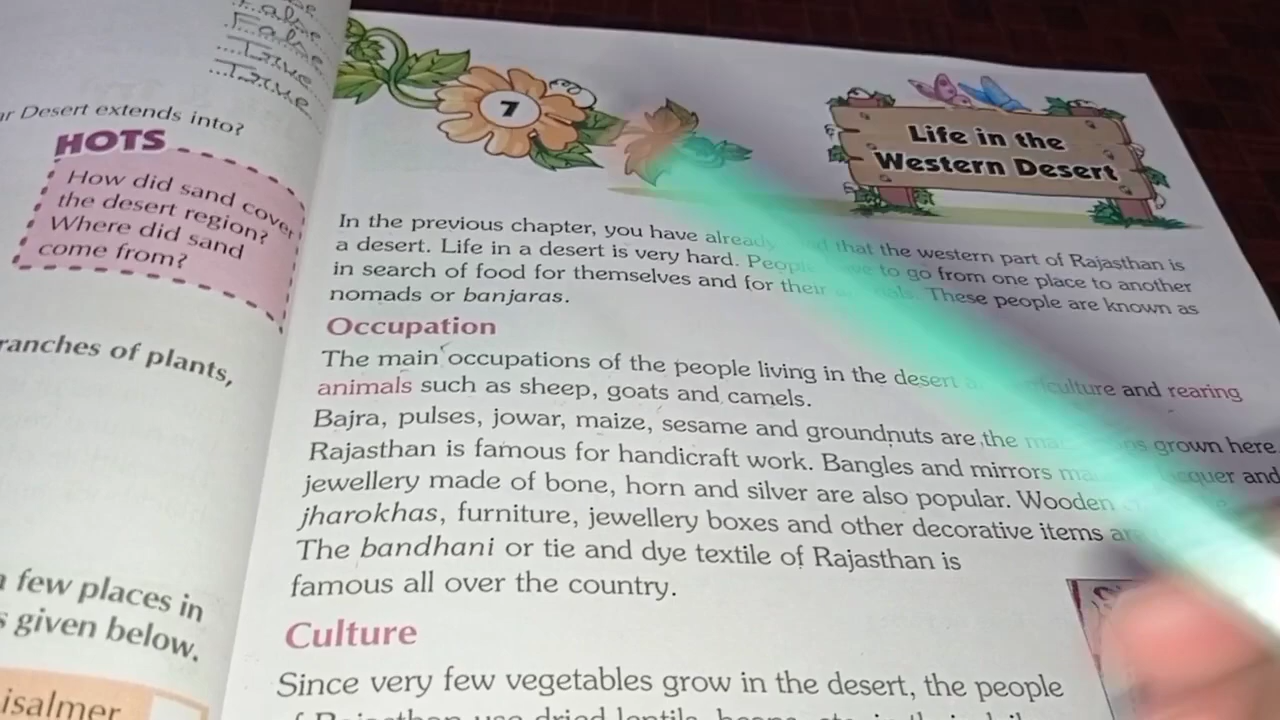 False
True
True
ar Desert extends into?
HOTS
How did sand cover
the desert region?
Where did sand
come from?
ranches of plants,
few places in
given below.
isalmer
7
Life in the
Western Desert
In the previous chapter, you have already that the western part of Rajasthan is
a desert. Life in a desert is very hard. People to go from one place to another
in search of food for themselves and for their These people are known as
nomads or banjaras.
Occupation
The main occupations of the people living in the desert and rearing
animals such as sheep, goats and camels.
Bajra, pulses, jowar, maize, sesame and groundnuts are the grown here.
Rajasthan is famous for handicraft work. Bangles and mirrors and
jewellery made of bone, horn and silver are also popular. Wooden
jharokhas, furniture, jewellery boxes and other decorative items
The bandhani or tie and dye textile of Rajasthan is
famous all over the country.
Culture
Since very few vegetables grow in the desert, the people